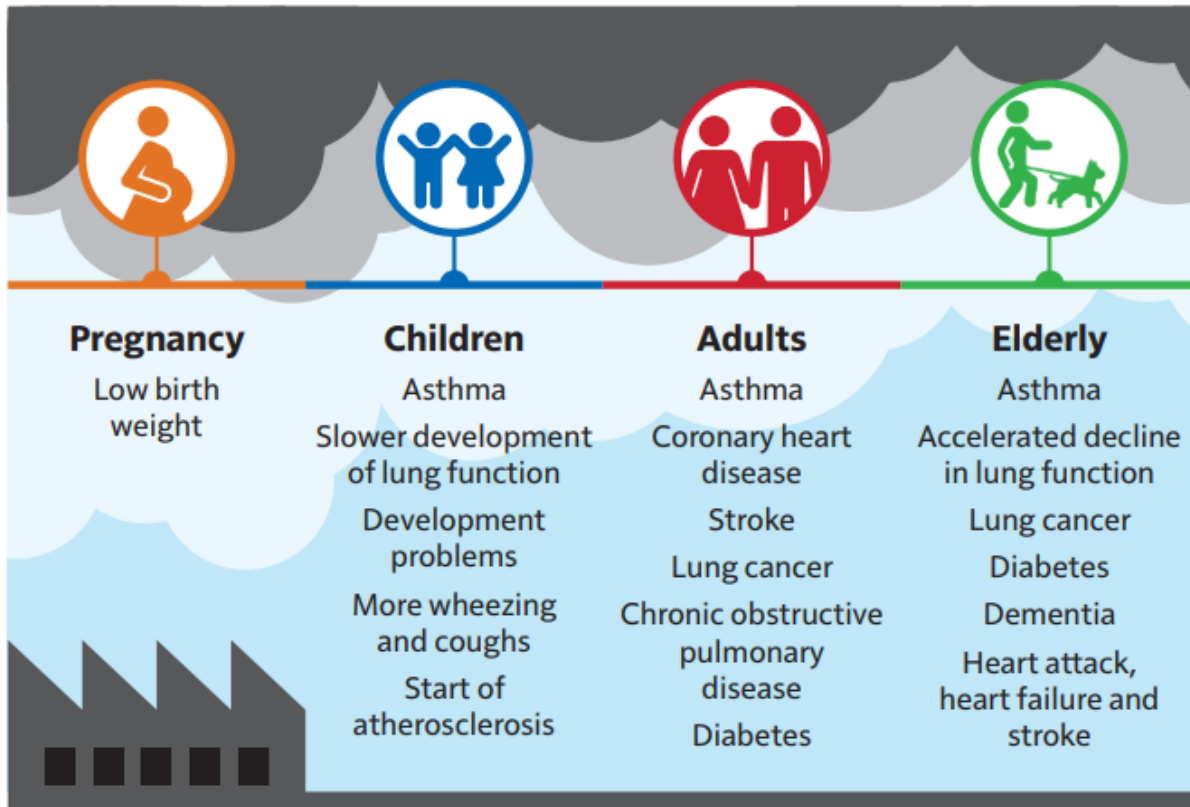 Pregnancy
Low birth
weight
Children
Asthma
Slower development
of lung function
Development
problems
More wheezing
and coughs
Start of
atherosclerosis
Adults
Asthma
Coronary heart
disease
Stroke
Lung cancer
Chronic obstructive
pulmonary
disease
Diabetes
Elderly
Asthma
Accelerated decline
in lung function
Lung cancer
Diabetes
Dementia
Heart attack,
heart failure and
stroke